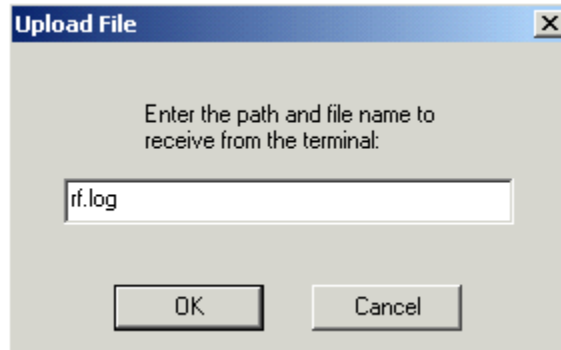 Upload File
Enter the path and file name to
receive from the terminal:
rf.log
OK
Cancel